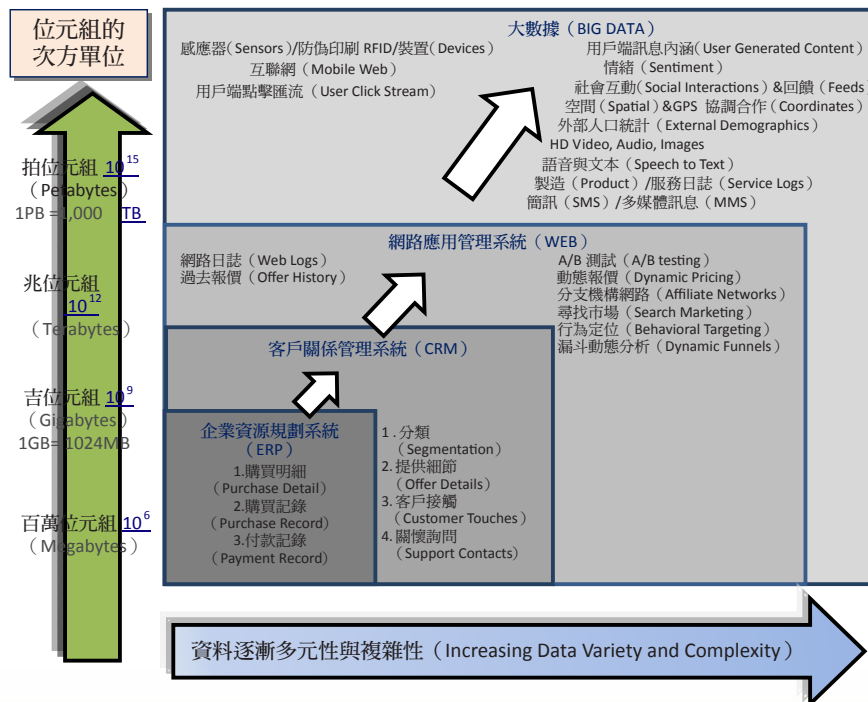 位元組的
次方單位
拍位元組 10^15
（Petabytes）
1PB =1,000 TB
兆位元組
10^12
（Terabytes）
吉位元組 10^9
（Gigabytes）
1GB= 1024MB
百萬位元組 10^6
（Megabytes）
大數據（BIG DATA）
感應器(Sensors)/防偽印刷 RFID/裝置(Devices)
互聯網（Mobile Web）
用戶端點擊匯流（User Click Stream）
用戶端訊息內涵(User Generated Content）
情緒（Sentiment）
社會互動(Social Interactions) &回饋(Feeds)
空間(Spatial) &GPS 協調合作(Coordinates)
外部人口統計（External Demographics）
HD Video, Audio, Images
語音與文本（Speech to Text）
製造（Product）/服務日誌（Service Logs）
簡訊（SMS）/多媒體訊息（MMS）
網路應用管理系統（WEB）
網路日誌（Web Logs）
過去報價（Offer History）
A/B 測試（A/B testing）
動態報價（Dynamic Pricing）
分支機構網路（Affiliate Networks）
尋找市場（Search Marketing）
行為定位（Behavioral Targeting）
漏斗動態分析（Dynamic Funnels）
客戶關係管理系統（CRM）
1 . 分類
（Segmentation）
2. 提供細節
（Offer Details）
3. 客戶接觸
（Customer Touches）
4. 關懷詢問
（Support Contacts）
企業資源規劃系統
（ERP）
1.購買明細
（Purchase Detail）
2.購買記錄
（Purchase Record）
3.付款記錄
（Payment Record）
資料逐漸多元性與複雜性（Increasing Data Variety and Complexity）